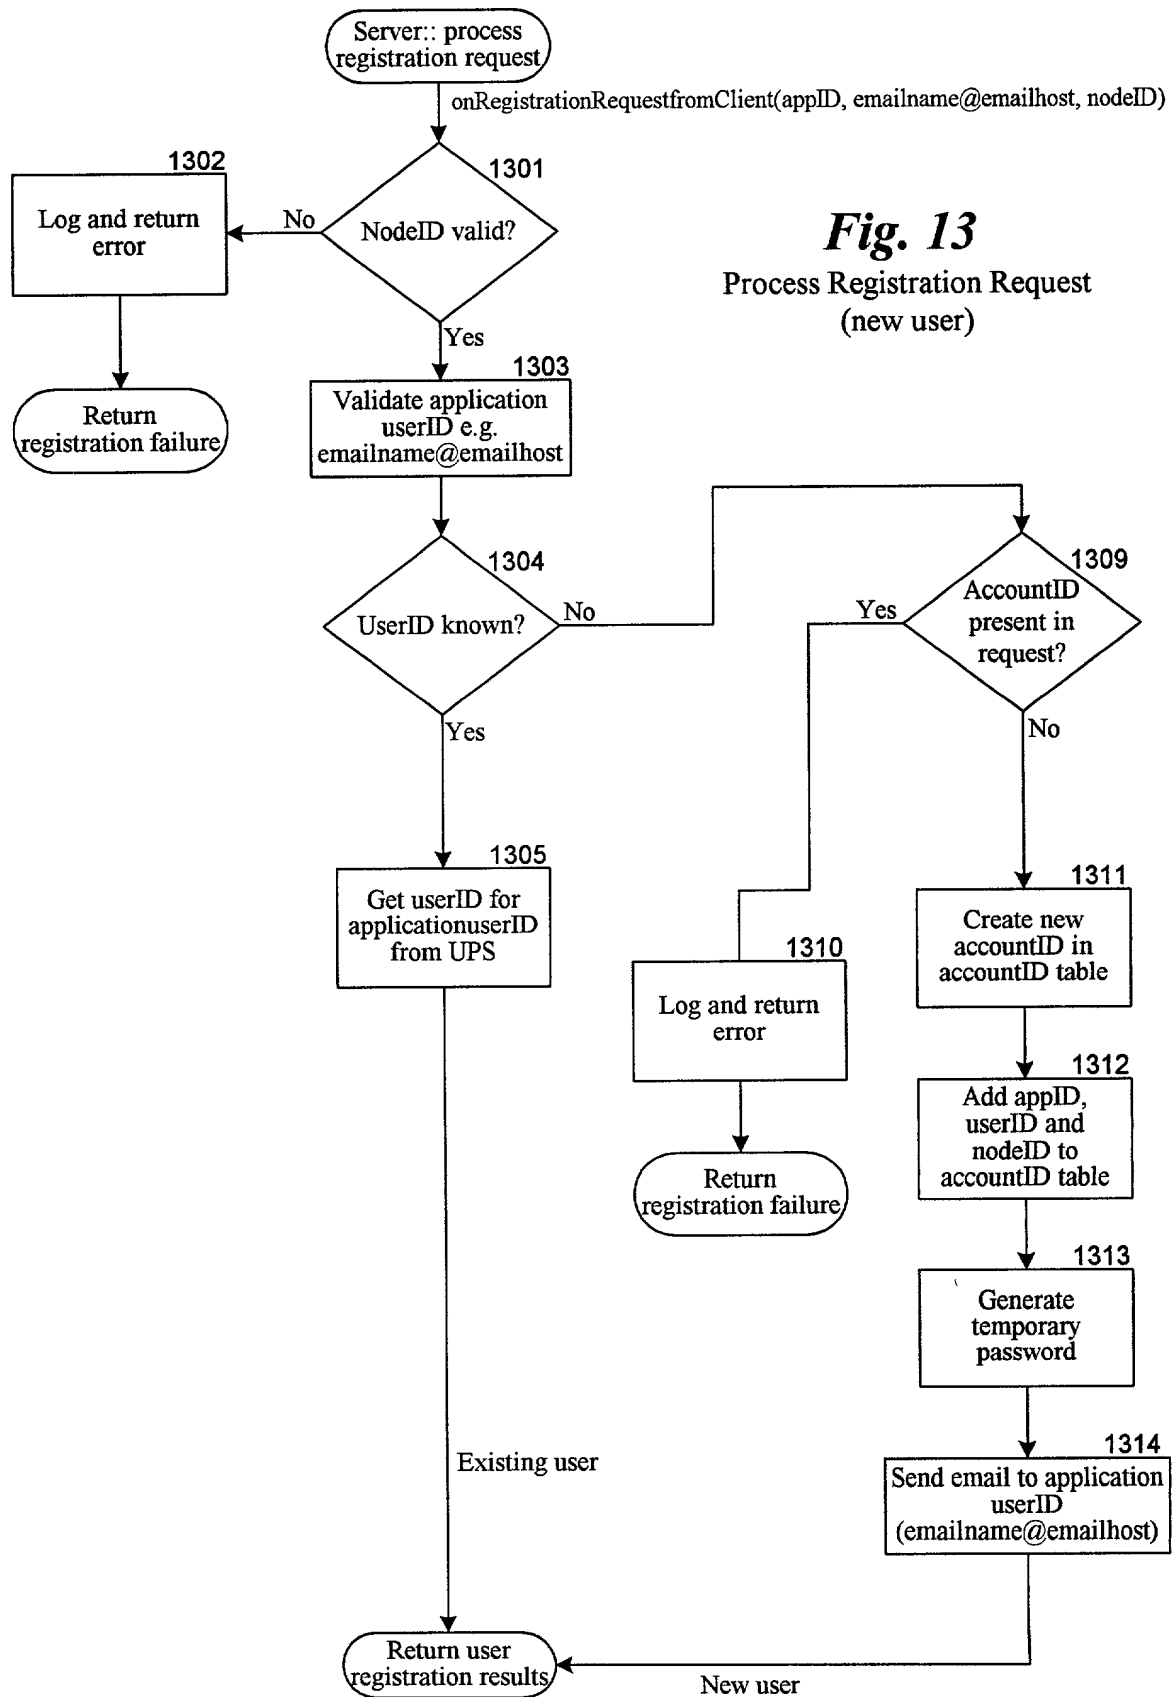 Server:: process
registration request
onRegistrationRequestfromClient(appID, emailname@emailhost, nodeID)
1302
Log and return
error
No
1301
NodeID valid?
Fig. 13
Process Registration Request
(new user)
Yes
Return
registration failure
1303
Validate application
userID e.g.
emailname@emailhost
1304
UserID known?
No
Yes
1309
AccountID
present in
request?
Yes
No
1305
Get userID for
applicationuserID
from UPS
1310
Log and return
error
Return
registration failure
1311
Create new
accountID in
accountID table
1312
Add appID,
userID and
nodeID to
accountID table
1313
Generate
temporary
password
1314
Send email to application
userID
(emailname@emailhost)
Existing user
Return user
registration results
New user